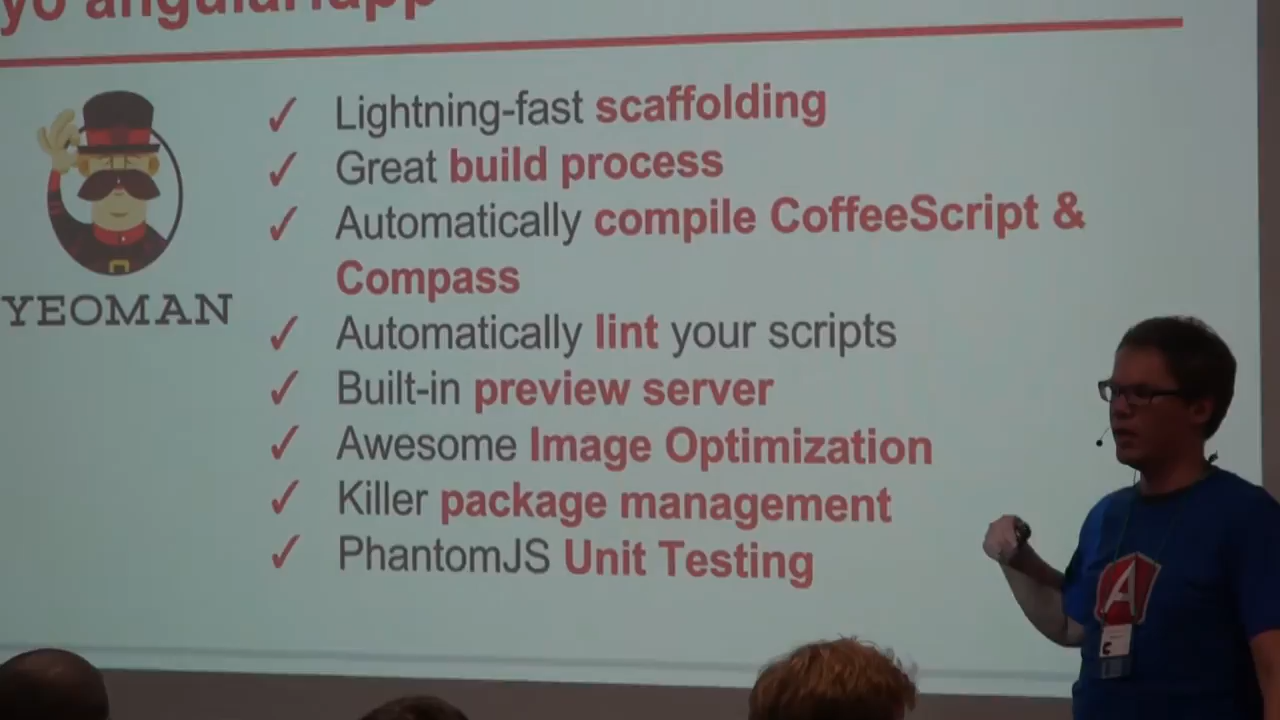 yo angular:app
Lightning-fast scaffolding
Great build process
Automatically compile CoffeeScript &
Compass
YEOMAN
Automatically lint your scripts
Built-in preview server
Awesome Image Optimization
Killer package management
PhantomJS Unit Testing
A